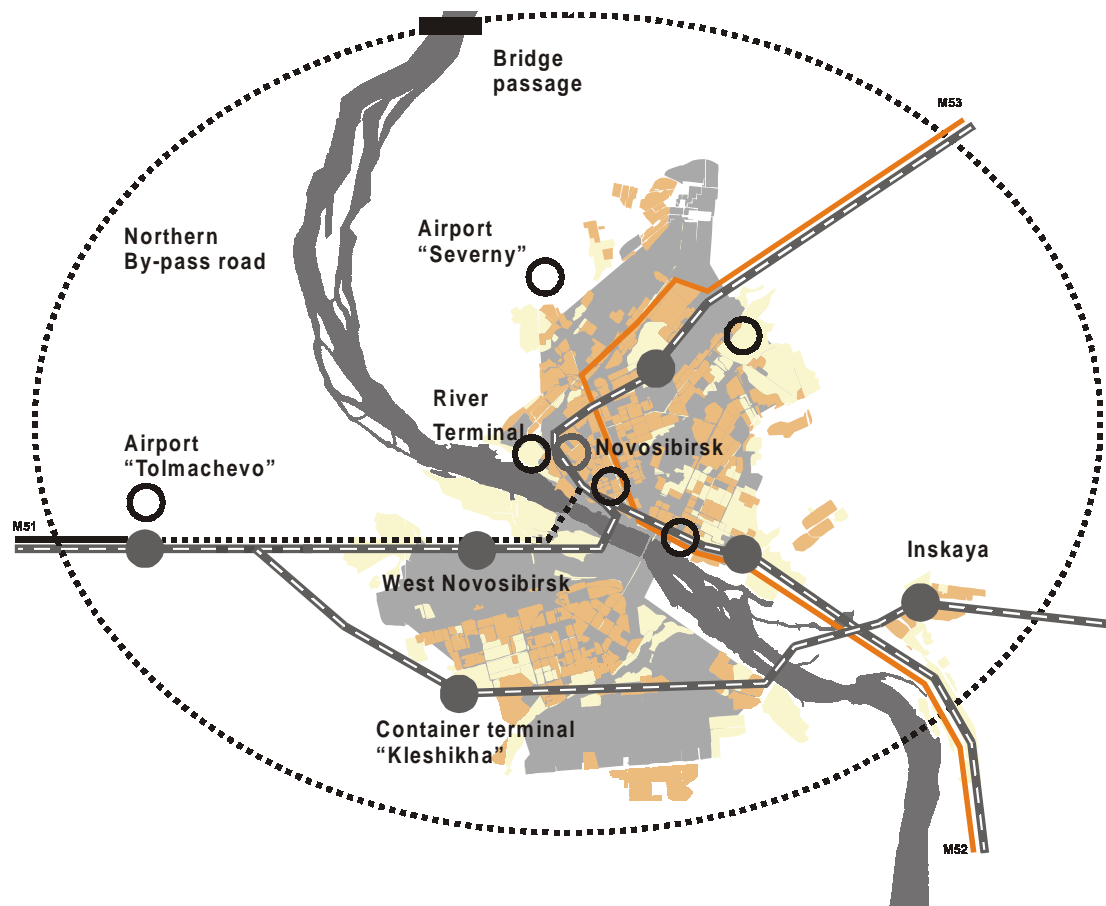 Bridge
passage
M53
Northern
By-pass road
Airport
“Severny”
River
Terminal
Novosibirsk
Airport
“Tolmachevo”
M51
Inskaya
West Novosibirsk
Container terminal
“Kleshikha”
M52